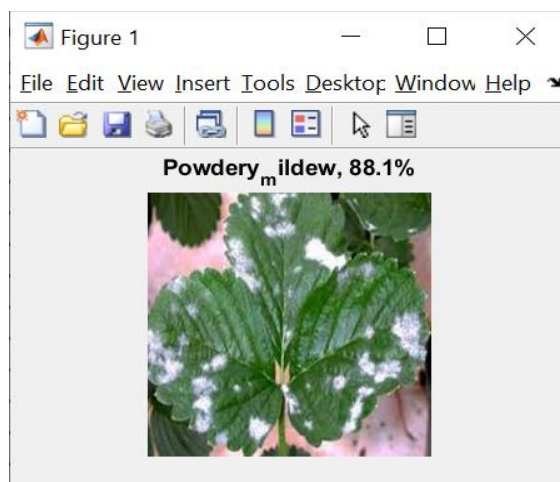 Figure 1
File Edit View Insert Tools Desktop Window Help
Powdery_mildew, 88.1%